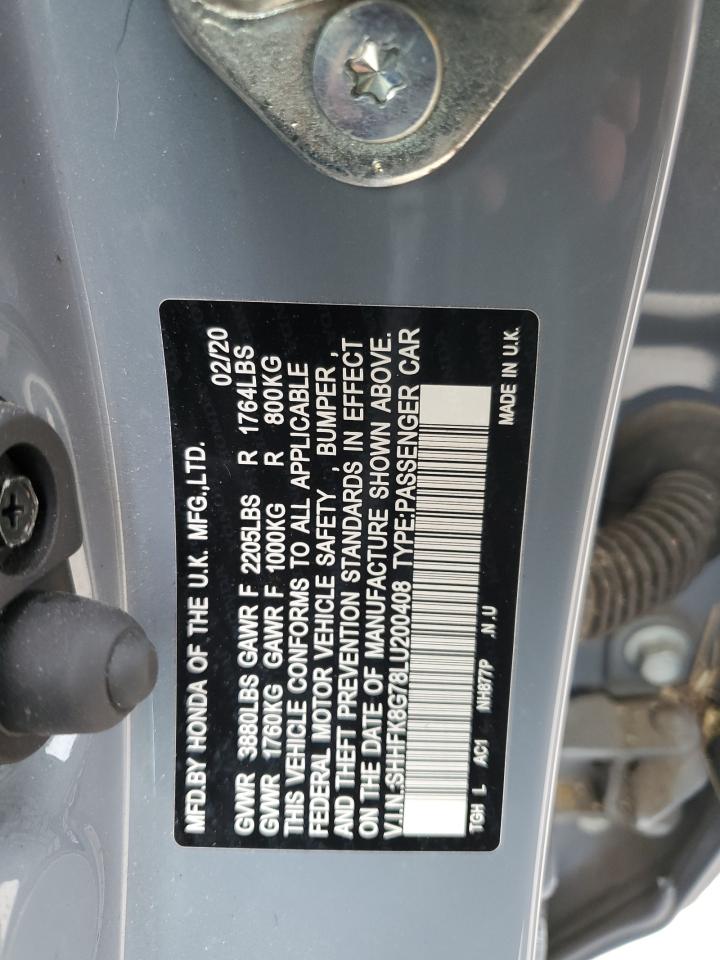 MFD.BY HONDA OF THE U.K. MFG.,LTD.
02/20
GVWR 3880LBS GAWR F 2205LBS R 1764LBS
GVWR 1760KG GAWR F 1000KG R 800KG
THIS VEHICLE CONFORMS TO ALL APPLICABLE
FEDERAL MOTOR VEHICLE SAFETY , BUMPER ,
AND THEFT PREVENTION STANDARDS IN EFFECT
ON THE DATE OF MANUFACTURE SHOWN ABOVE.
V.I.N.:SHHFK8G78LU200408 TYPE:PASSENGER CAR
TGH L AC1 NH877P .N.U
MADE IN U.K.